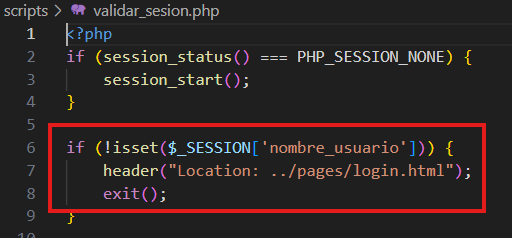 scripts > validar_sesion.php
1 <?php
2 if (session_status() === PHP_SESSION_NONE) {
3     session_start();
4 }
5
6 if (!isset($_SESSION['nombre_usuario'])) {
7     header("Location: ../pages/login.html");
8     exit();
9 }